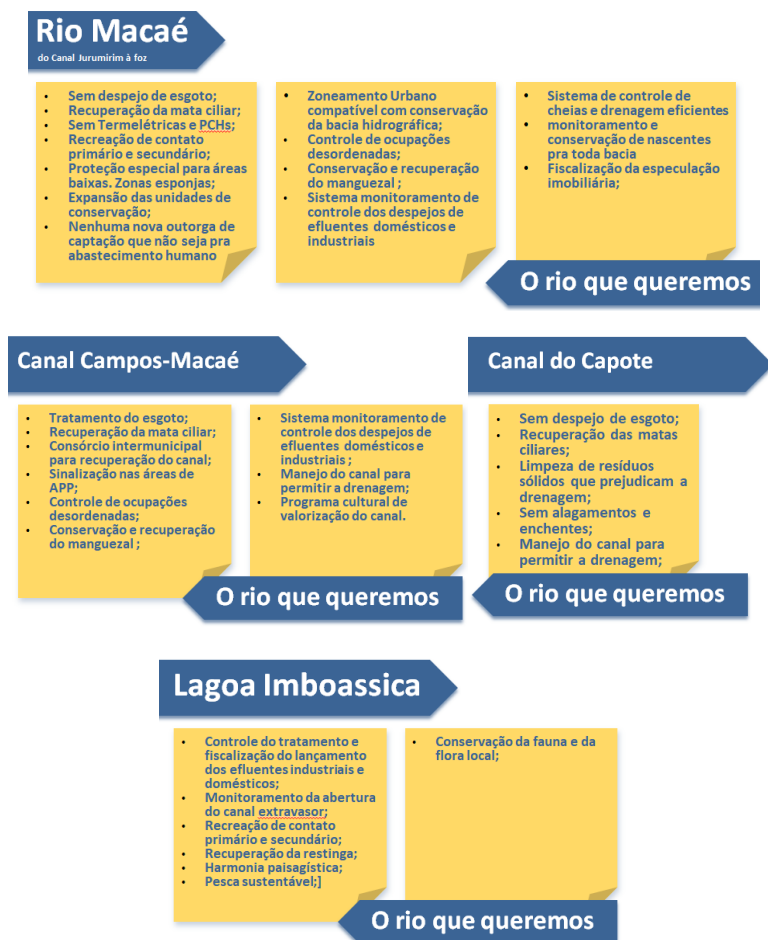 Rio Macaé
do Canal Jurumirim à foz
• Sem despejo de esgoto;
• Recuperação da mata ciliar;
• Sem Termelétricas e PCHs;
• Recreação de contato
primário e secundário;
• Proteção especial para áreas
baixas. Zonas esponjas;
• Expansão das unidades de
conservação;
• Nenhuma nova outorga de
captação que não seja pra
abastecimento humano
• Zoneamento Urbano
compatível com conservação
da bacia hidrográfica;
• Controle de ocupações
desordenadas;
• Conservação e recuperação
do manguezal ;
• Sistema monitoramento de
controle dos despejos de
efluentes domésticos e
industriais
• Sistema de controle de
cheias e drenagem eficientes
• monitoramento e
conservação de nascentes
pra toda bacia
• Fiscalização da especulação
imobiliária;
O rio que queremos
Canal Campos-Macaé
• Tratamento do esgoto;
• Recuperação da mata ciliar;
• Consórcio intermunicipal
para recuperação do canal;
• Sinalização nas áreas de
APP;
• Controle de ocupações
desordenadas;
• Conservação e recuperação
do manguezal ;
• Sistema monitoramento de
controle dos despejos de
efluentes domésticos e
industriais ;
• Manejo do canal para
permitir a drenagem;
• Programa cultural de
valorização do canal.
O rio que queremos
Canal do Capote
• Sem despejo de esgoto;
• Recuperação das matas
ciliares;
• Limpeza de resíduos
sólidos que prejudicam a
drenagem;
• Sem alagamentos e
enchentes;
• Manejo do canal para
permitir a drenagem;
O rio que queremos
Lagoa Imboassica
• Controle do tratamento e
fiscalização do lançamento
dos efluentes industriais e
domésticos;
• Monitoramento da abertura
do canal extravasor;
• Recreação de contato
primário e secundário;
• Recuperação da restinga;
• Harmonia paisagística;
• Pesca sustentável;]
• Conservação da fauna e da
flora local;
O rio que queremos